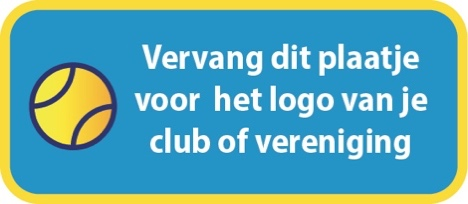 Vervang dit plaatje
voor het logo van je
club of vereniging